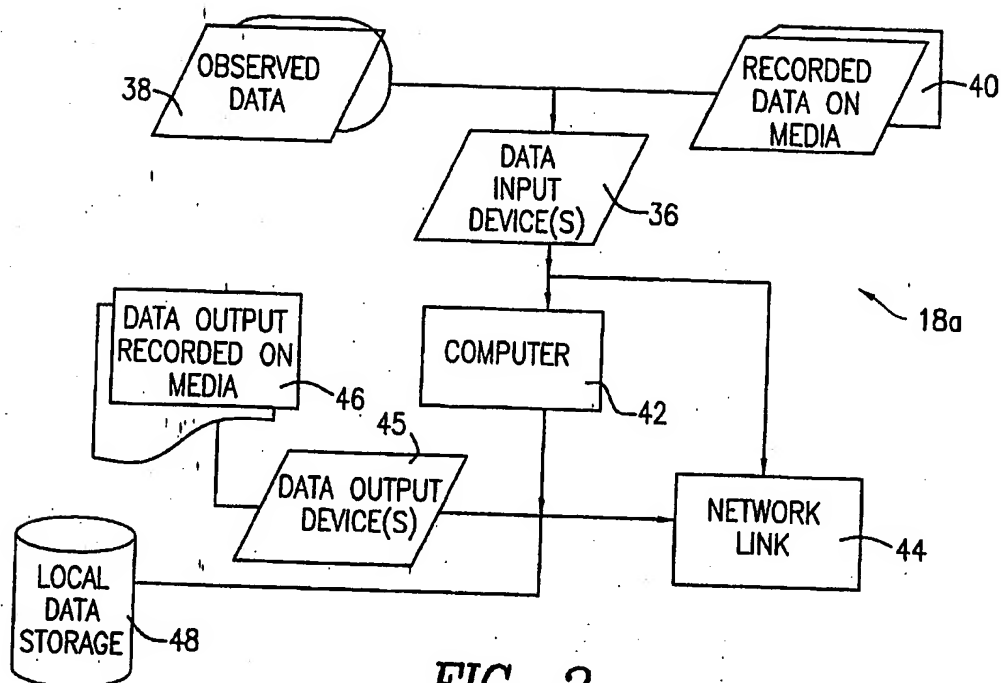 OBSERVED
DATA
38
RECORDED
DATA ON
MEDIA
40
DATA
INPUT
DEVICE(S)
36
18a
DATA OUTPUT
RECORDED ON
MEDIA
46
COMPUTER
42
45
DATA OUTPUT
DEVICE(S)
NETWORK
LINK
44
LOCAL
DATA
STORAGE
48
FIG.